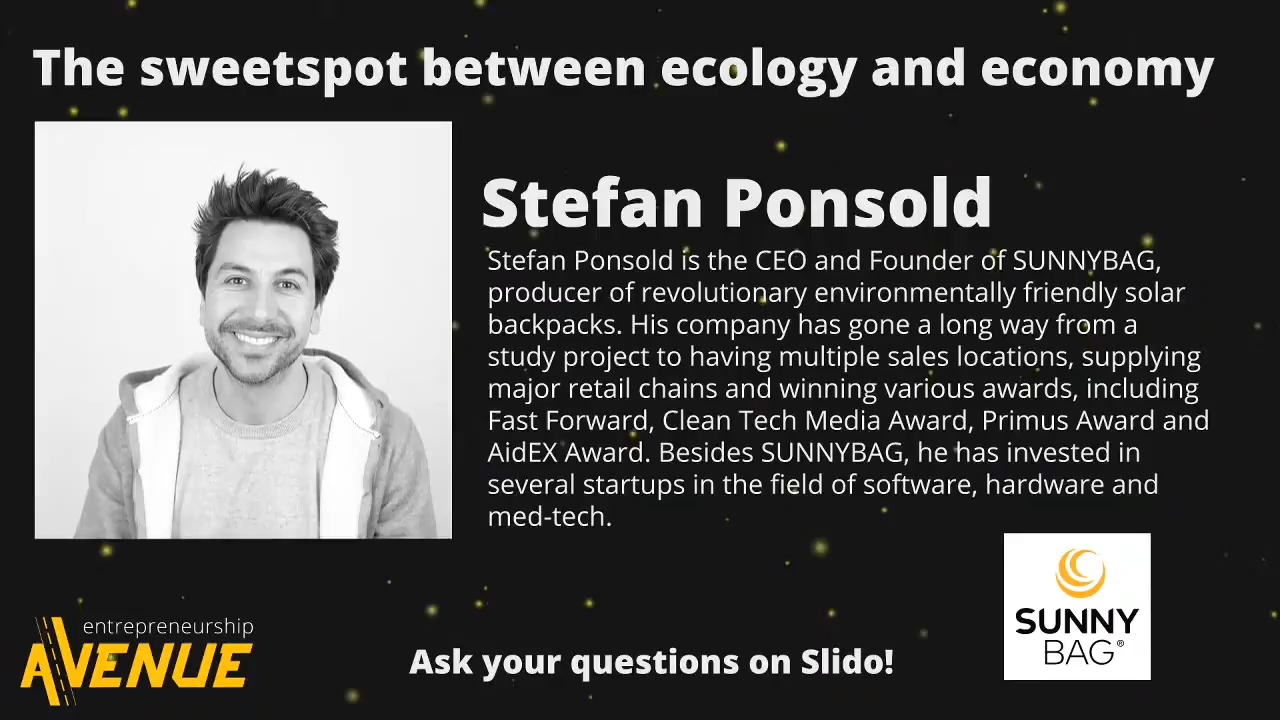 The sweetspot between ecology and economy
Stefan Ponsold
Stefan Ponsold is the CEO and Founder of SUNNYBAG,
producer of revolutionary environmentally friendly solar
backpacks. His company has gone a long way from a
study project to having multiple sales locations, supplying
major retail chains and winning various awards, including
Fast Forward, Clean Tech Media Award, Primus Award and
AidEX Award. Besides SUNNYBAG, he has invested in
several startups in the field of software, hardware and
med-tech.
SUNNY
BAG®
entrepreneurship
AVENUE
Ask your questions on Slido!